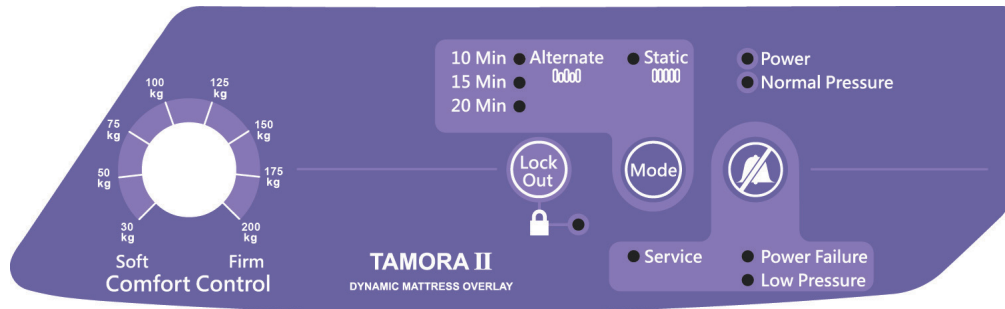 100
kg
125
kg
75
kg
150
kg
50
kg
175
kg
30
kg
200
kg
Soft
Firm
Comfort Control
10 Min
Alternate
Static
15 Min
20 Min
Power
Normal Pressure
Lock
Out
Mode
TAMORA II
DYNAMIC MATTRESS OVERLAY
Service
Power Failure
Low Pressure